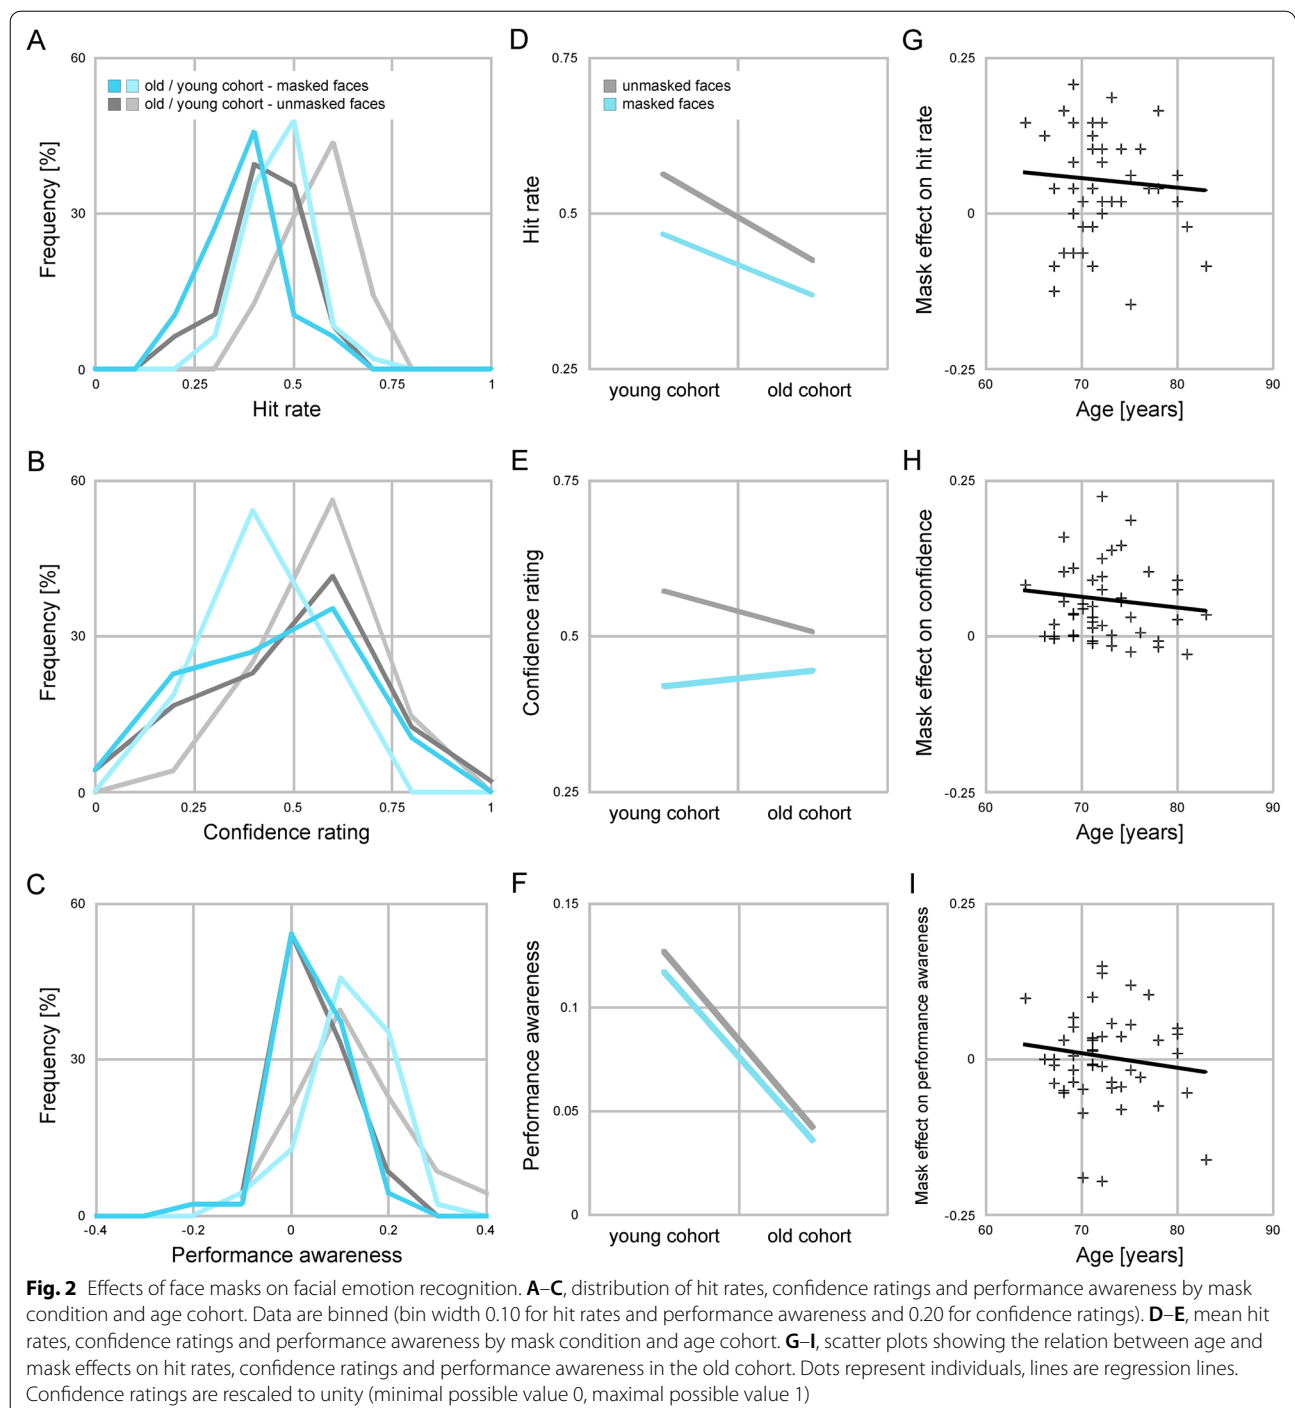 A
60
30
0
Frequency [%]
old / young cohort - masked faces
old / young cohort - unmasked faces
0
0.25
0.5
0.75
1
Hit rate
D
0.75
0.5
0.25
Hit rate
unmasked faces
masked faces
young cohort
old cohort
G
0.25
0
-0.25
Mask effect on hit rate
60
70
80
90
Age [years]
B
60
30
0
Frequency [%]
0
0.25
0.5
0.75
1
Confidence rating
E
0.75
0.5
0.25
Confidence rating
young cohort
old cohort
H
0.25
0
-0.25
Mask effect on confidence
60
70
80
90
Age [years]
C
60
30
0
Frequency [%]
-0.4
-0.2
0
0.2
0.4
Performance awareness
F
0.15
0.1
0.05
0
Performance awareness
young cohort
old cohort
I
0.25
0
-0.25
Mask effect on performance awareness
60
70
80
90
Age [years]
Fig. 2 Effects of face masks on facial emotion recognition. A–C, distribution of hit rates, confidence ratings and performance awareness by mask
condition and age cohort. Data are binned (bin width 0.10 for hit rates and performance awareness and 0.20 for confidence ratings). D–E, mean hit
rates, confidence ratings and performance awareness by mask condition and age cohort. G–I, scatter plots showing the relation between age and
mask effects on hit rates, confidence ratings and performance awareness in the old cohort. Dots represent individuals, lines are regression lines.
Confidence ratings are rescaled to unity (minimal possible value 0, maximal possible value 1)